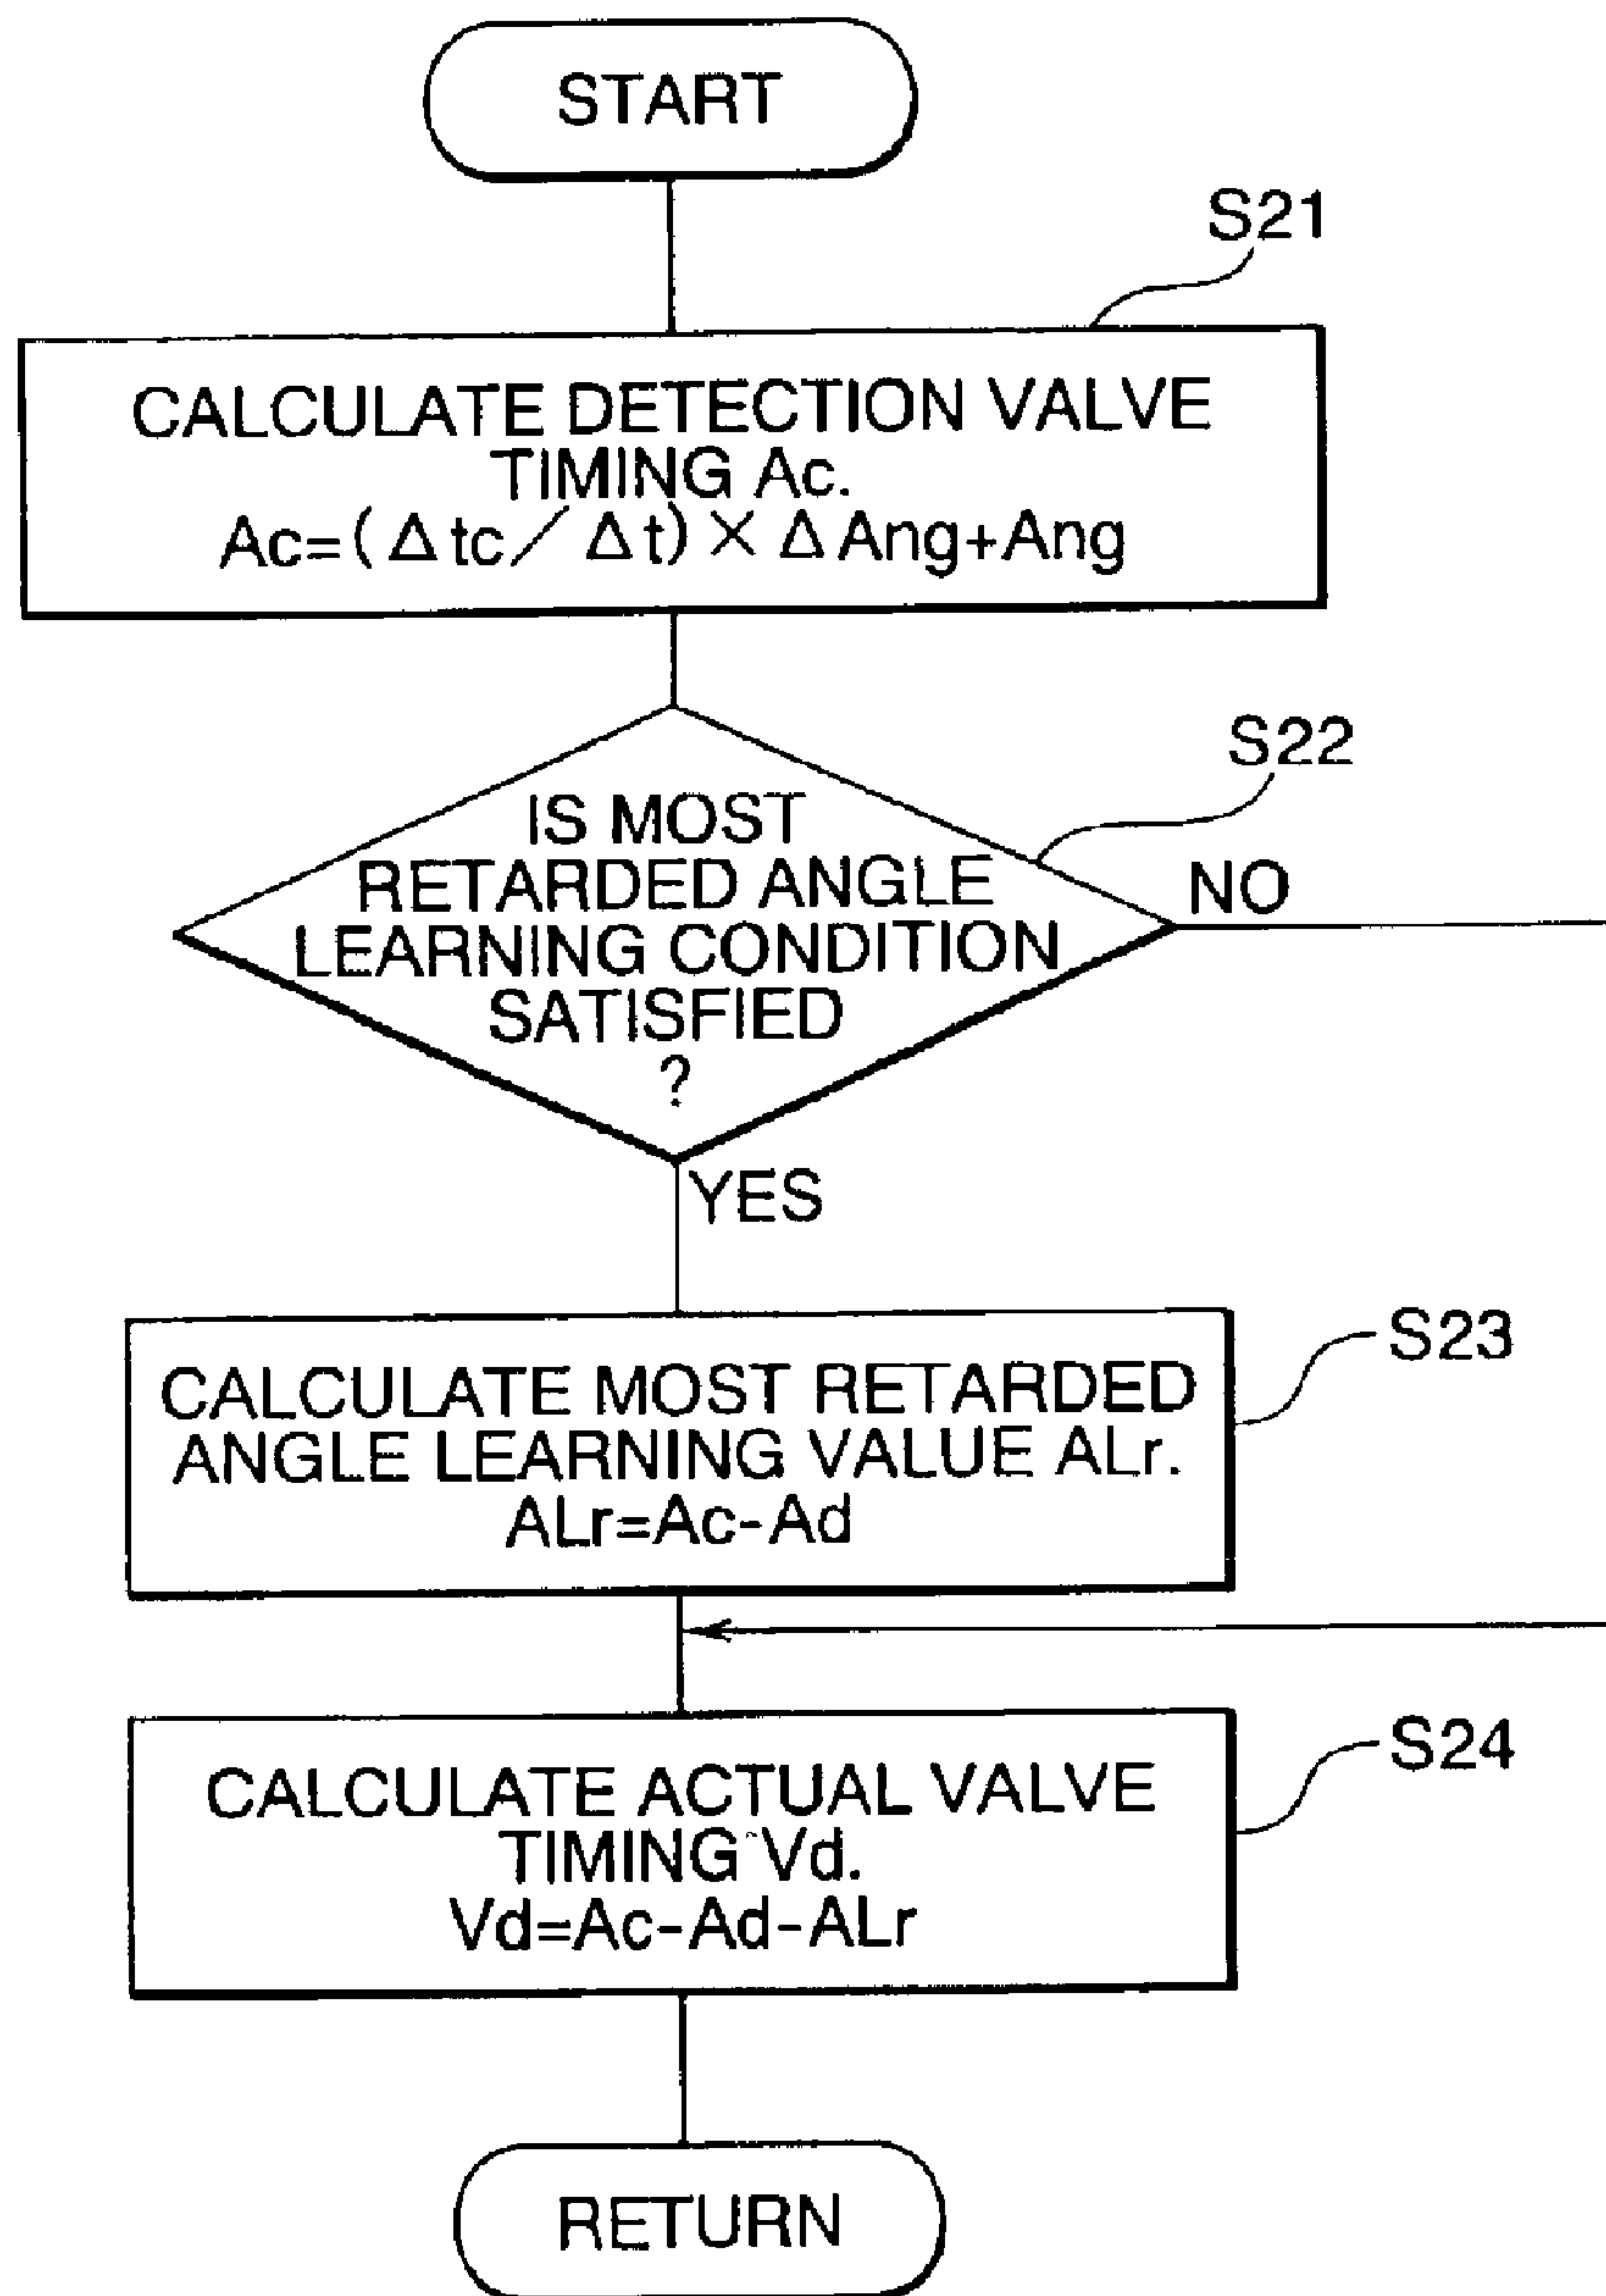 START
S21
CALCULATE DETECTION VALVE
TIMING Ac.
Ac=(Δtc/Δt)×ΔAng+Ang
S22
IS MOST
RETARDED ANGLE
LEARNING CONDITION
SATISFIED
?
NO
YES
S23
CALCULATE MOST RETARDED
ANGLE LEARNING VALUE ALr.
ALr=Ac-Ad
S24
CALCULATE ACTUAL VALVE
TIMING Vd.
Vd=Ac-Ad-ALr
RETURN